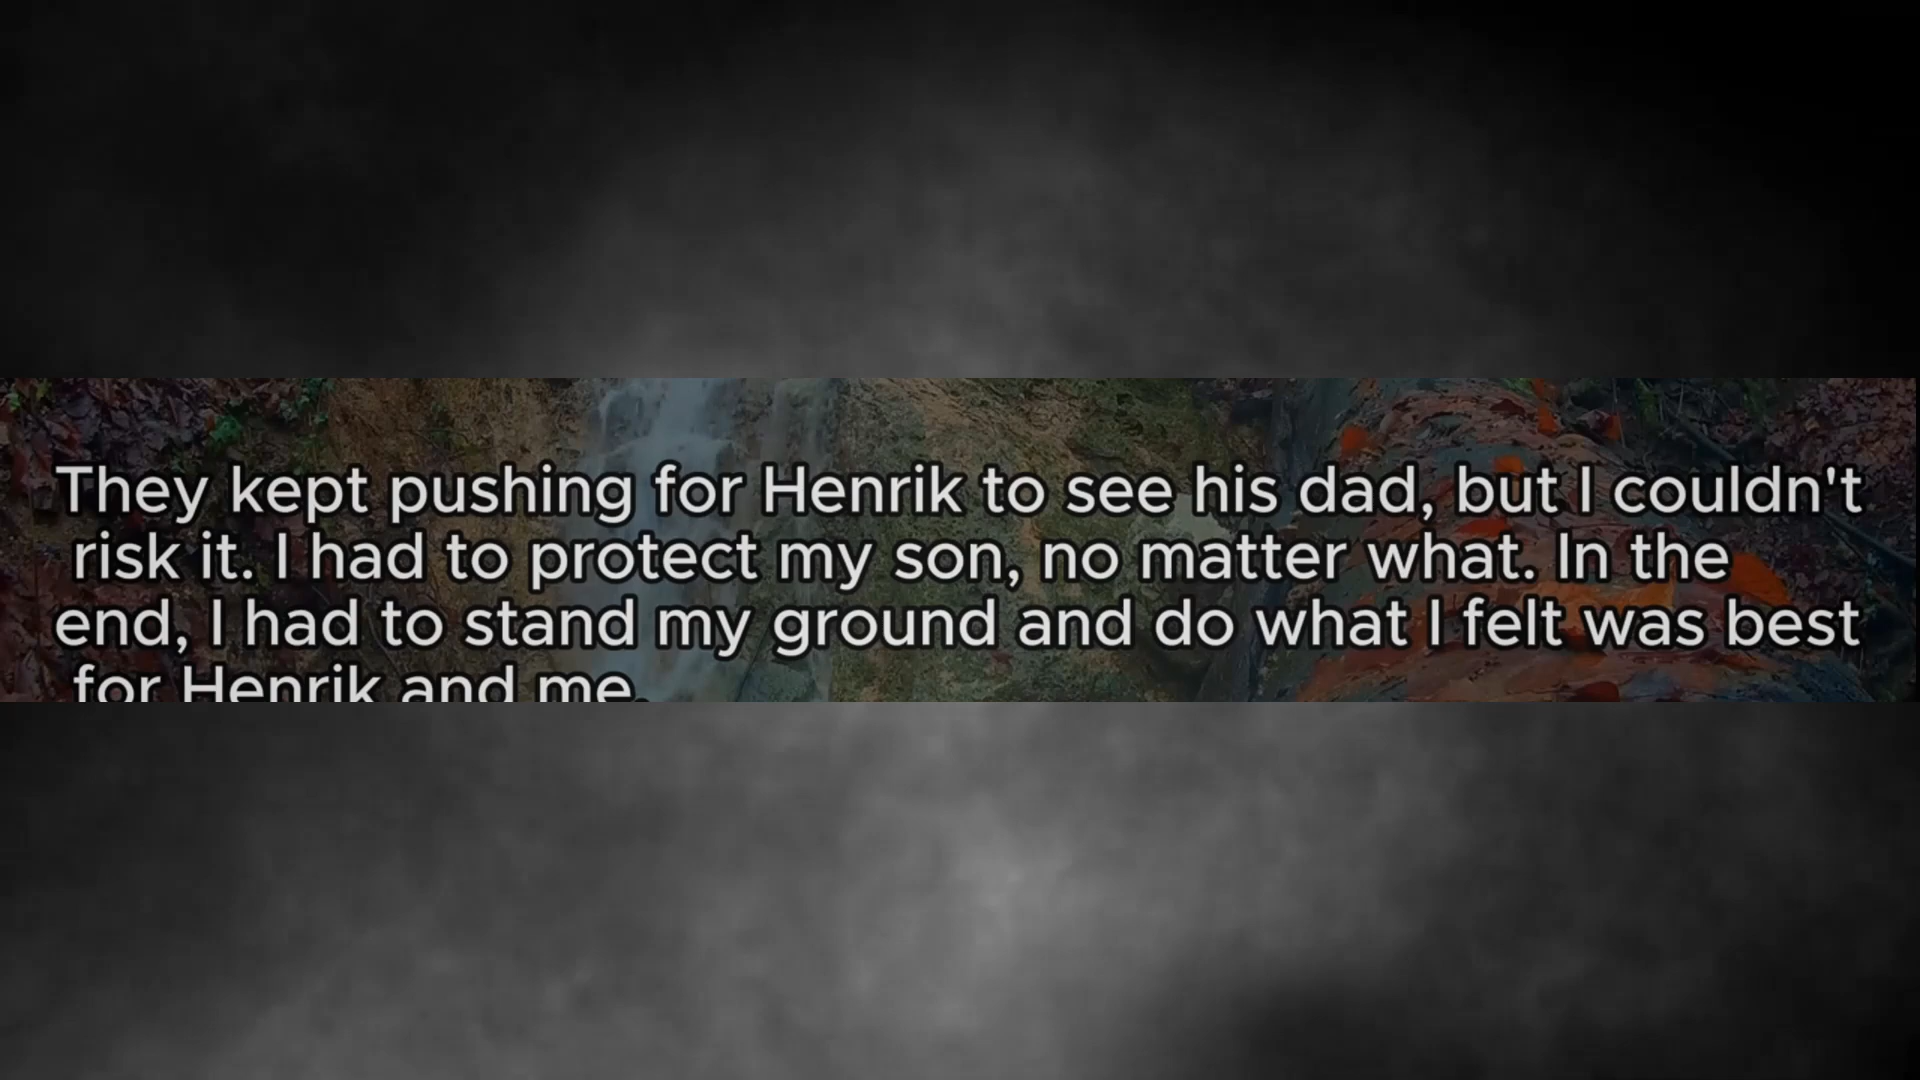 They kept pushing for Henrik to see his dad, but I couldn't
risk it. I had to protect my son, no matter what. In the
end, I had to stand my ground and do what I felt was best
for Henrik and me.